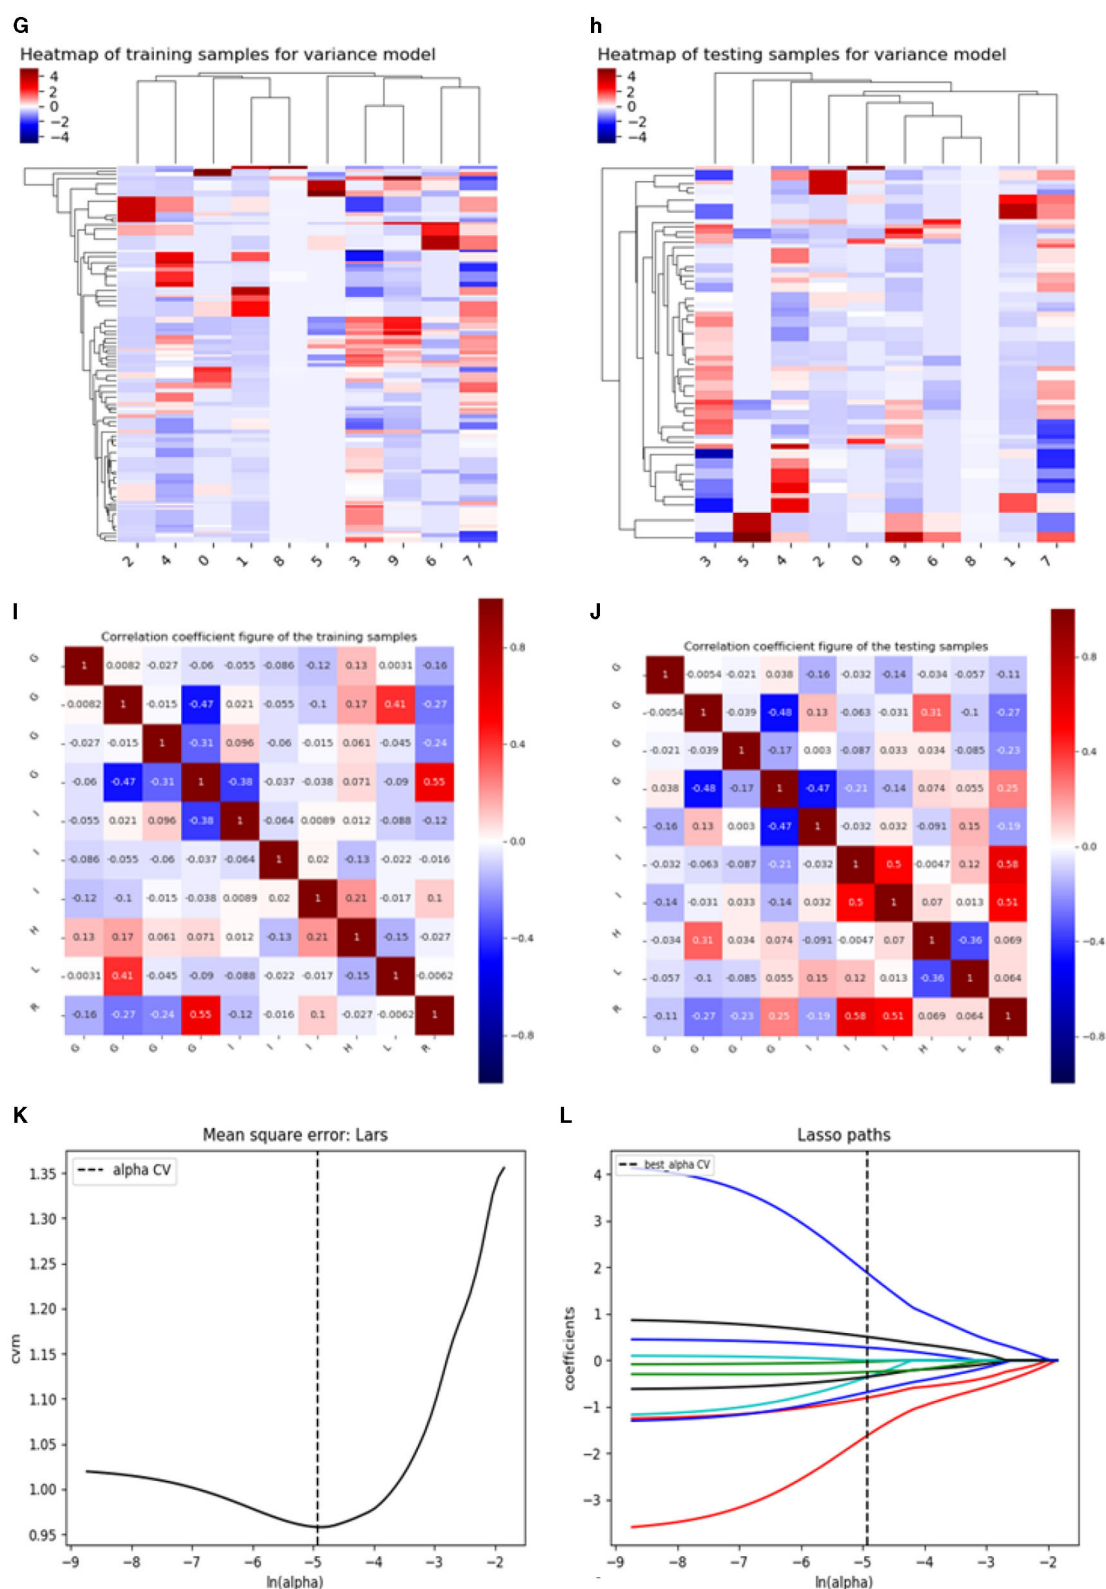 G
Heatmap of training samples for variance model
4
2
0
−2
−4
2 4 0 1 8 5 3 9 6 7
h
Heatmap of testing samples for variance model
4
2
0
−2
−4
3 5 4 2 0 9 6 8 1 7
I
Correlation coefficient figure of the training samples
G 1 0.0082 -0.027 -0.06 -0.055 -0.086 -0.12 0.13 0.0031 -0.16
G 0.0082 1 -0.015 -0.47 0.021 -0.055 -0.1 0.17 0.41 -0.27
G -0.027 -0.015 1 -0.31 0.096 -0.06 -0.015 0.061 -0.045 -0.24
G -0.06 -0.47 -0.31 1 -0.38 -0.037 -0.038 0.071 -0.09 0.55
I -0.055 0.021 0.096 -0.38 1 -0.064 0.0089 0.012 -0.088 -0.12
I -0.086 -0.055 -0.06 -0.037 -0.064 1 0.02 -0.13 -0.022 -0.016
I -0.12 -0.1 -0.015 -0.038 0.0089 0.02 1 0.21 -0.017 0.1
H 0.13 0.17 0.061 0.071 0.012 -0.13 0.21 1 -0.15 -0.027
L 0.0031 0.41 -0.045 -0.09 -0.088 -0.022 -0.017 -0.15 1 -0.0062
R -0.16 -0.27 -0.24 0.55 -0.12 -0.016 0.1 -0.027 -0.0062 1
G G G G I I I H L R
0.8
0.4
0.0
−0.4
−0.8
J
Correlation coefficient figure of the testing samples
G 1 -0.0054 -0.021 0.038 -0.16 -0.032 -0.14 -0.034 -0.057 -0.11
G -0.0054 1 -0.039 -0.48 0.13 -0.063 -0.031 0.31 -0.1 -0.27
G -0.021 -0.039 1 -0.17 0.003 -0.087 0.033 0.034 -0.085 -0.23
G 0.038 -0.48 -0.17 1 -0.47 -0.21 -0.14 0.074 0.055 0.25
I -0.16 0.13 0.003 -0.47 1 -0.032 0.032 -0.091 0.15 -0.19
I -0.032 -0.063 -0.087 -0.21 -0.032 1 0.5 -0.0047 0.12 0.58
I -0.14 -0.031 0.033 -0.14 0.032 0.5 1 0.07 0.013 0.51
H -0.034 0.31 0.034 0.074 -0.091 -0.0047 0.07 1 -0.36 0.069
L -0.057 -0.1 -0.085 0.055 0.15 0.12 0.013 -0.36 1 0.064
R -0.11 -0.27 -0.23 0.25 -0.19 0.58 0.51 0.069 0.064 1
G G G G I I I H L R
0.8
0.4
0.0
−0.4
−0.8
K
Mean square error: Lars
alpha CV
1.35
1.30
1.25
1.20
1.15
1.10
1.05
1.00
0.95
cvm
−9 −8 −7 −6 −5 −4 −3 −2
ln(alpha)
L
Lasso paths
best_alpha CV
4
3
2
1
0
−1
−2
−3
coefficients
−9 −8 −7 −6 −5 −4 −3 −2
ln(alpha)